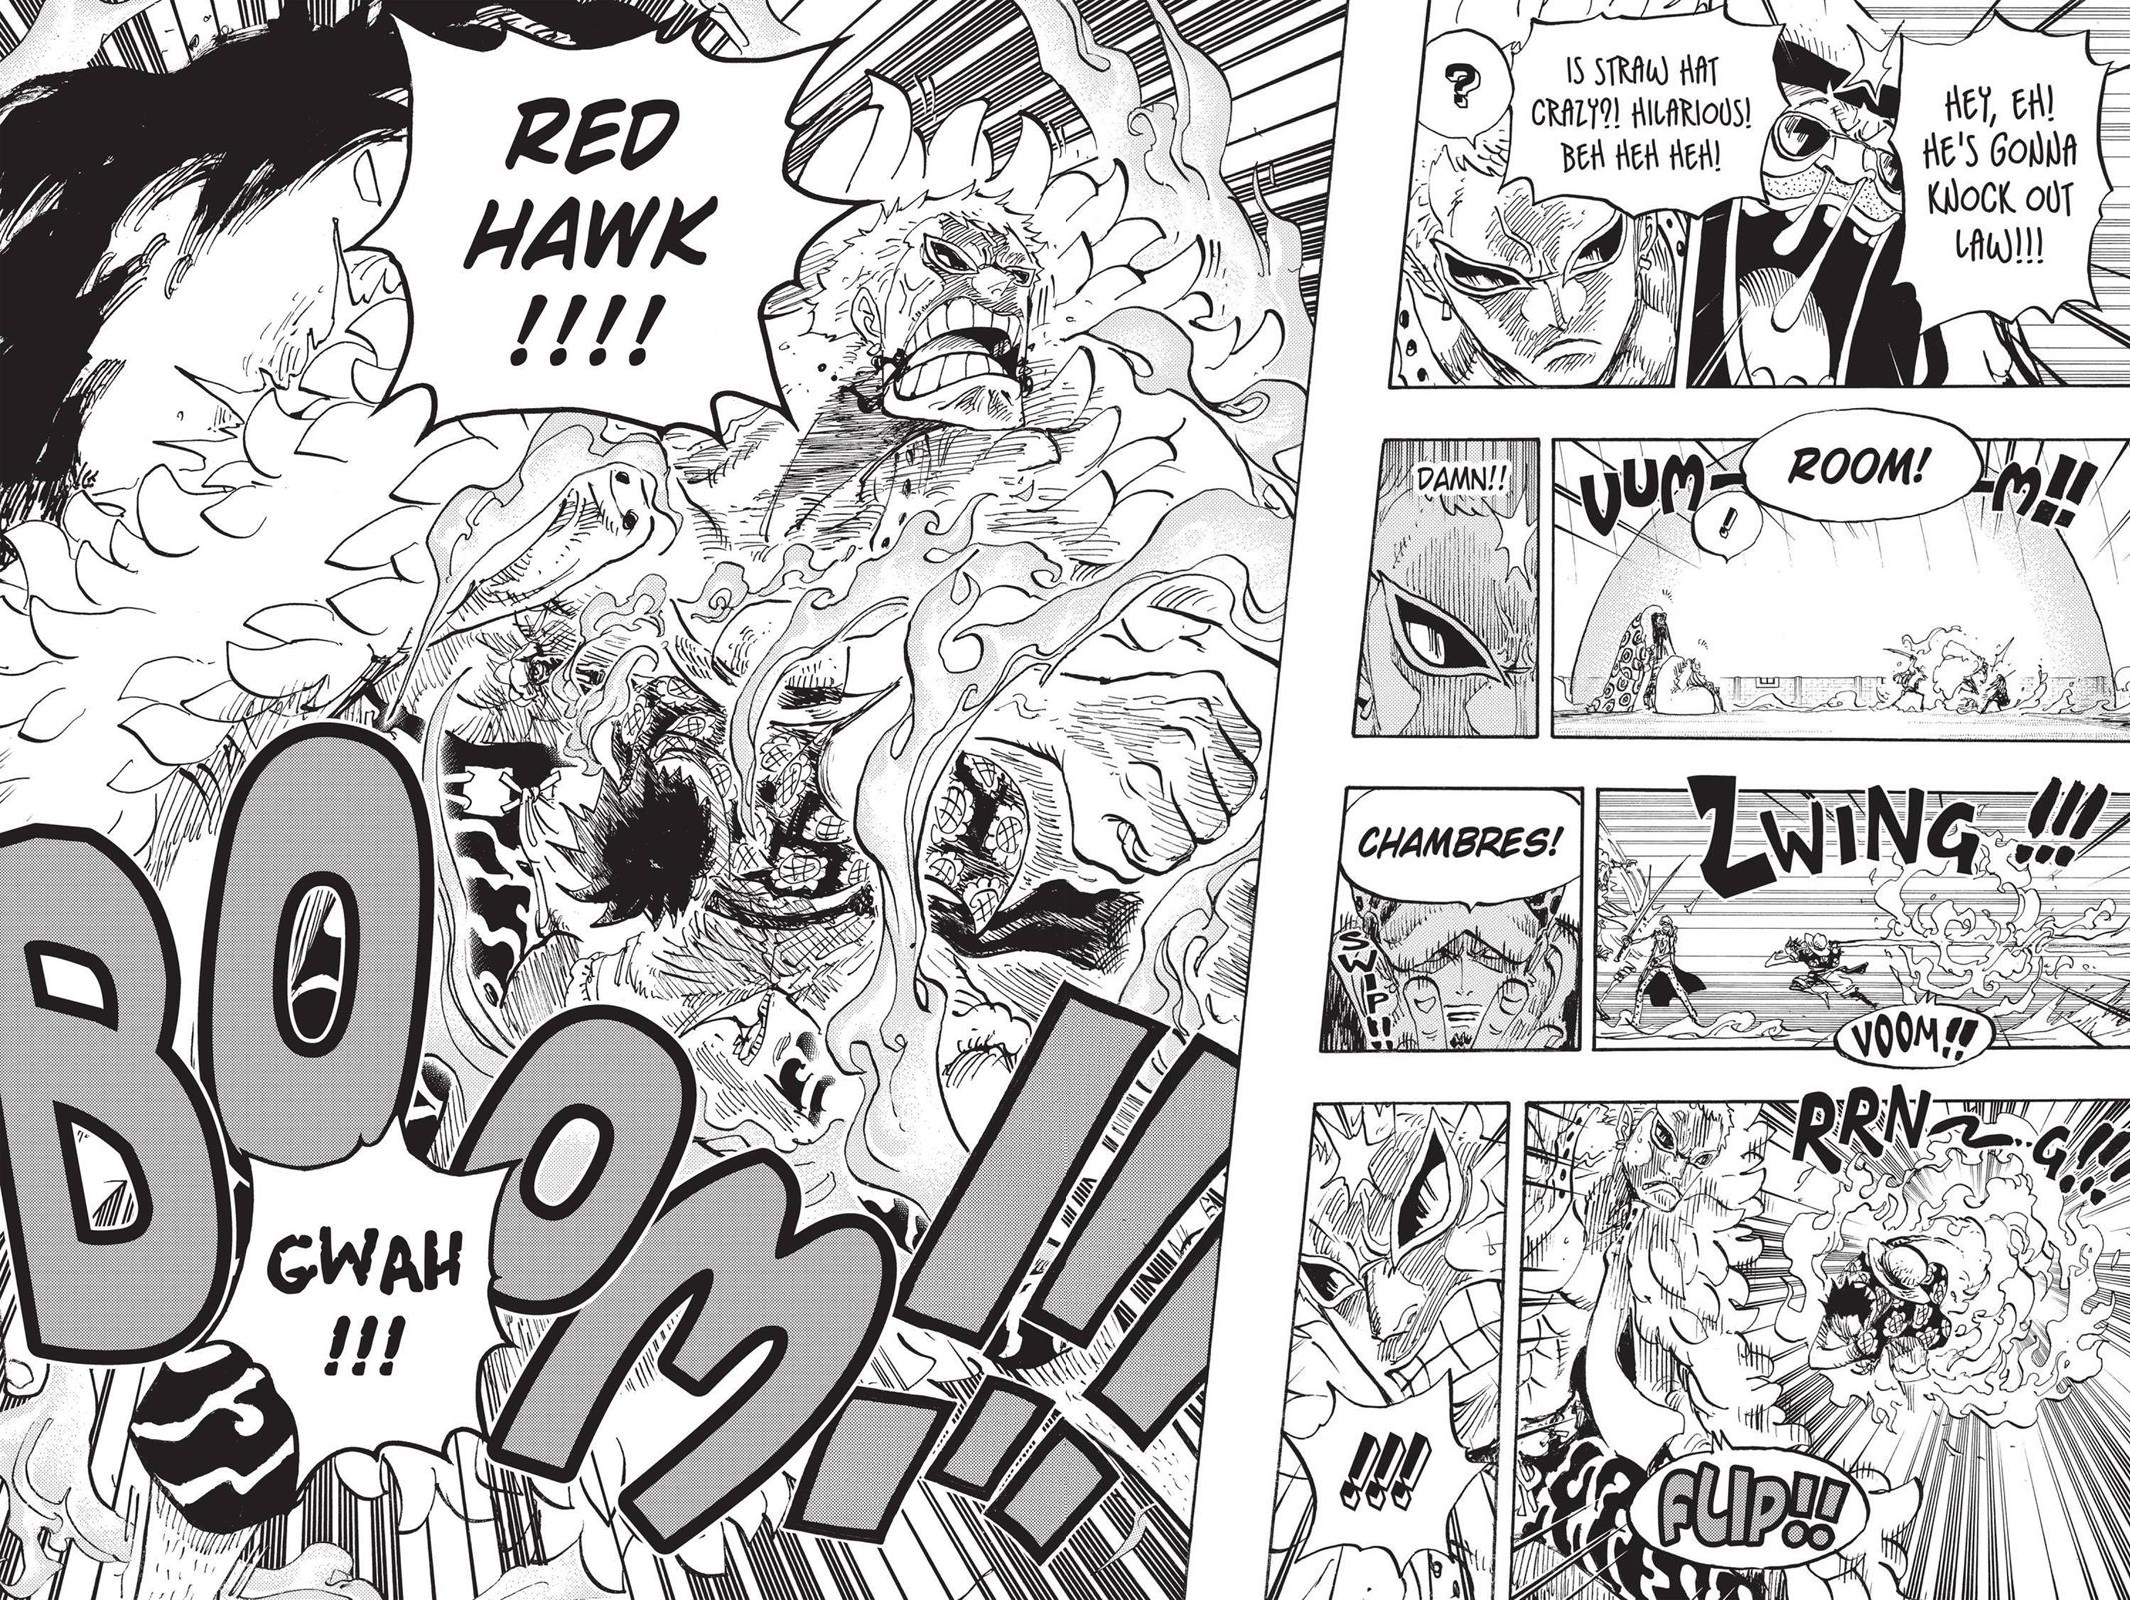 HEY, EH!
HE'S GONNA
KNOCK OUT
LAW!!!
IS STRAW HAT
CRAZY?! HILARIOUS!
BEH HEH HEH!
?
VUM-
ROOM!
-M!!
!
DAMN!!
ZWING!!!
VOOM!!
CHAMBRES!
SWIP!!
RRN~G!!!
FLIP!!
!!!
RED
HAWK
!!!!
BOOM!!
GWAH
!!!